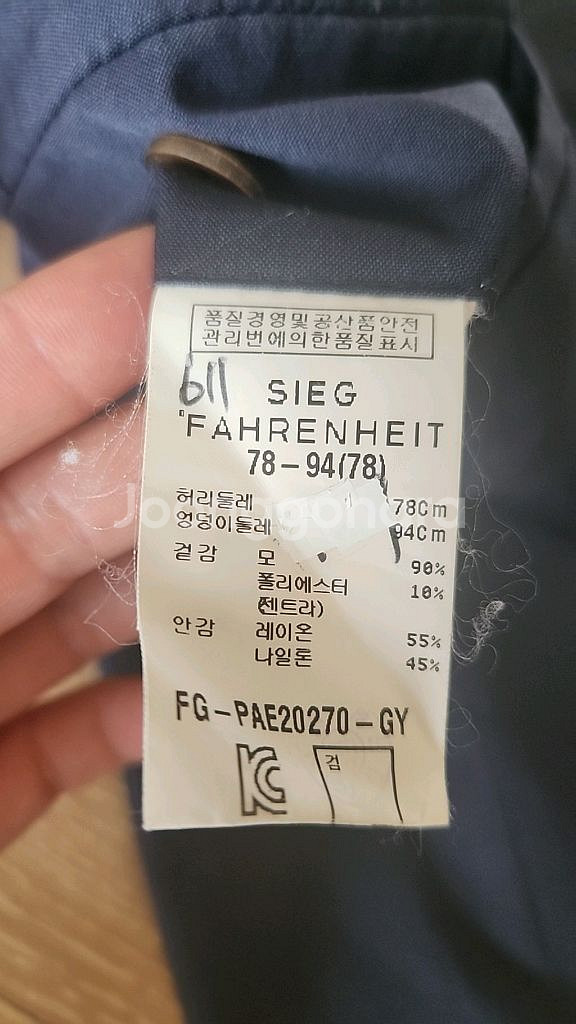 품질경영및공산품안전
관리법에의한품질표시
611
SIEG
FAHRENHEIT
78-94(78)
허리둘레 78Cm
엉덩이둘레 94Cm
겉감 모 90%
폴리에스터 10%
(젠트라)
안감 레이온 55%
나일론 45%
FG-PAE20270-GY
KC
검
Joonggonara